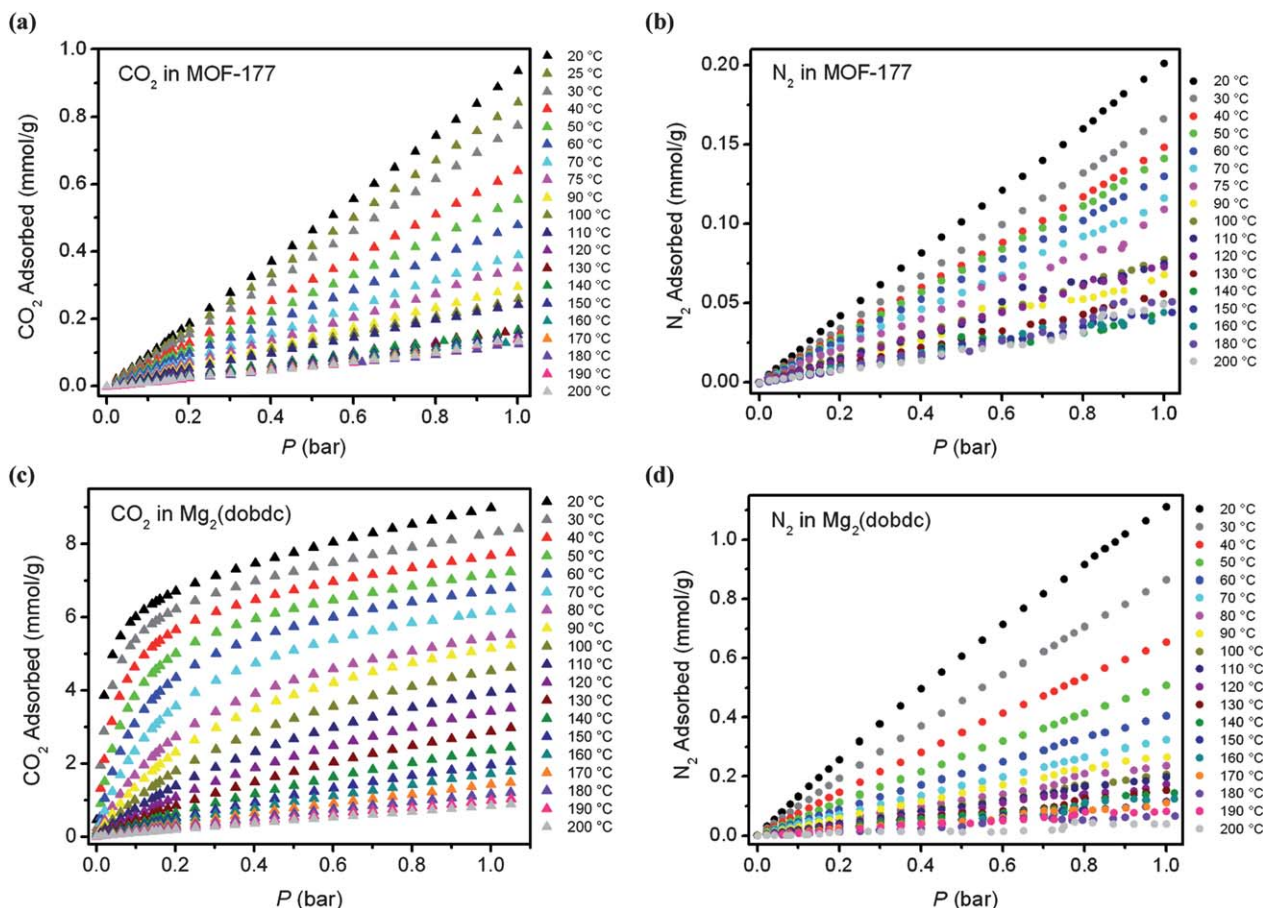 (a)
CO2 in MOF-177
CO2 Adsorbed (mmol/g)
1.0
0.8
0.6
0.4
0.2
0.0
0.0 0.2 0.4 0.6 0.8 1.0
P (bar)
20 °C
25 °C
30 °C
40 °C
50 °C
60 °C
70 °C
75 °C
90 °C
100 °C
110 °C
120 °C
130 °C
140 °C
150 °C
160 °C
170 °C
180 °C
190 °C
200 °C
(b)
N2 in MOF-177
N2 Adsorbed (mmol/g)
0.20
0.15
0.10
0.05
0.00
0.0 0.2 0.4 0.6 0.8 1.0
P (bar)
20 °C
30 °C
40 °C
50 °C
60 °C
70 °C
75 °C
90 °C
100 °C
110 °C
120 °C
130 °C
140 °C
150 °C
160 °C
180 °C
200 °C
(c)
CO2 in Mg2(dobdc)
CO2 Adsorbed (mmol/g)
8
6
4
2
0
0.0 0.2 0.4 0.6 0.8 1.0
P (bar)
20 °C
30 °C
40 °C
50 °C
60 °C
70 °C
80 °C
90 °C
100 °C
110 °C
120 °C
130 °C
140 °C
150 °C
160 °C
170 °C
180 °C
190 °C
200 °C
(d)
N2 in Mg2(dobdc)
N2 Adsorbed (mmol/g)
1.0
0.8
0.6
0.4
0.2
0.0
0.0 0.2 0.4 0.6 0.8 1.0
P (bar)
20 °C
30 °C
40 °C
50 °C
60 °C
70 °C
80 °C
90 °C
100 °C
110 °C
120 °C
130 °C
140 °C
150 °C
160 °C
170 °C
180 °C
190 °C
200 °C